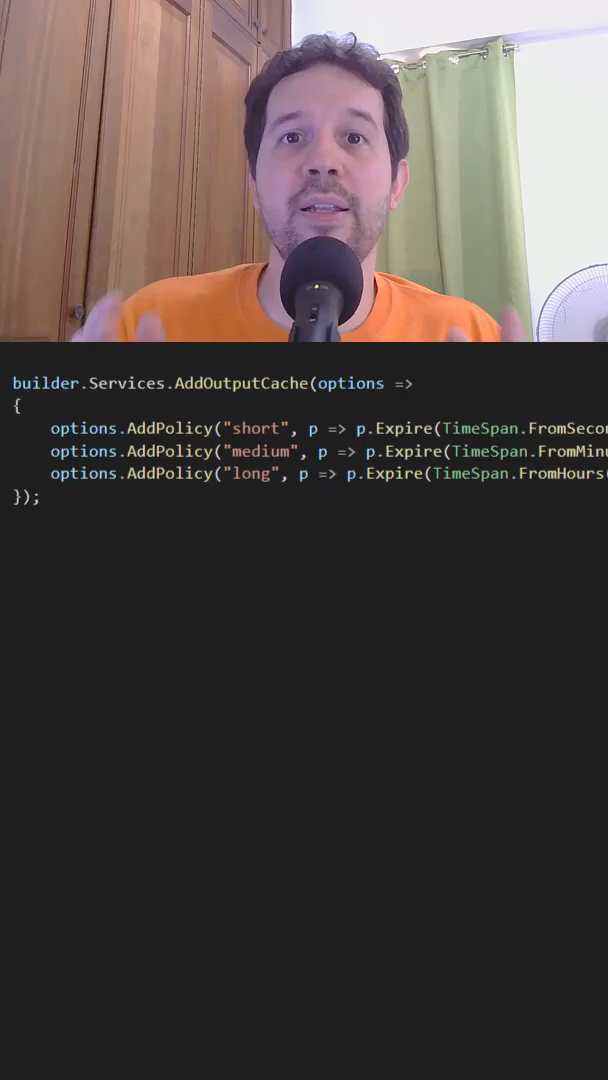 builder.Services.AddOutputCache(options =>
{
    options.AddPolicy("short", p => p.Expire(TimeSpan.FromSecon
    options.AddPolicy("medium", p => p.Expire(TimeSpan.FromMinu
    options.AddPolicy("long", p => p.Expire(TimeSpan.FromHours(
});